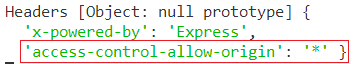 Headers [Object: null prototype] {
  'x-powered-by': 'Express',
  'access-control-allow-origin': '*' }